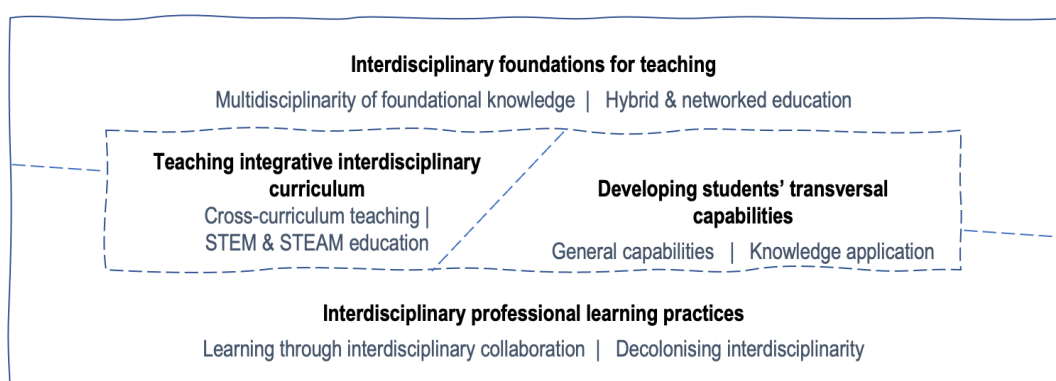 Interdisciplinary foundations for teaching
Multidisciplinarity of foundational knowledge | Hybrid & networked education
Teaching integrative interdisciplinary
curriculum
Cross-curriculum teaching |
STEM & STEAM education
Developing students’ transversal
capabilities
General capabilities | Knowledge application
Interdisciplinary professional learning practices
Learning through interdisciplinary collaboration | Decolonising interdisciplinarity